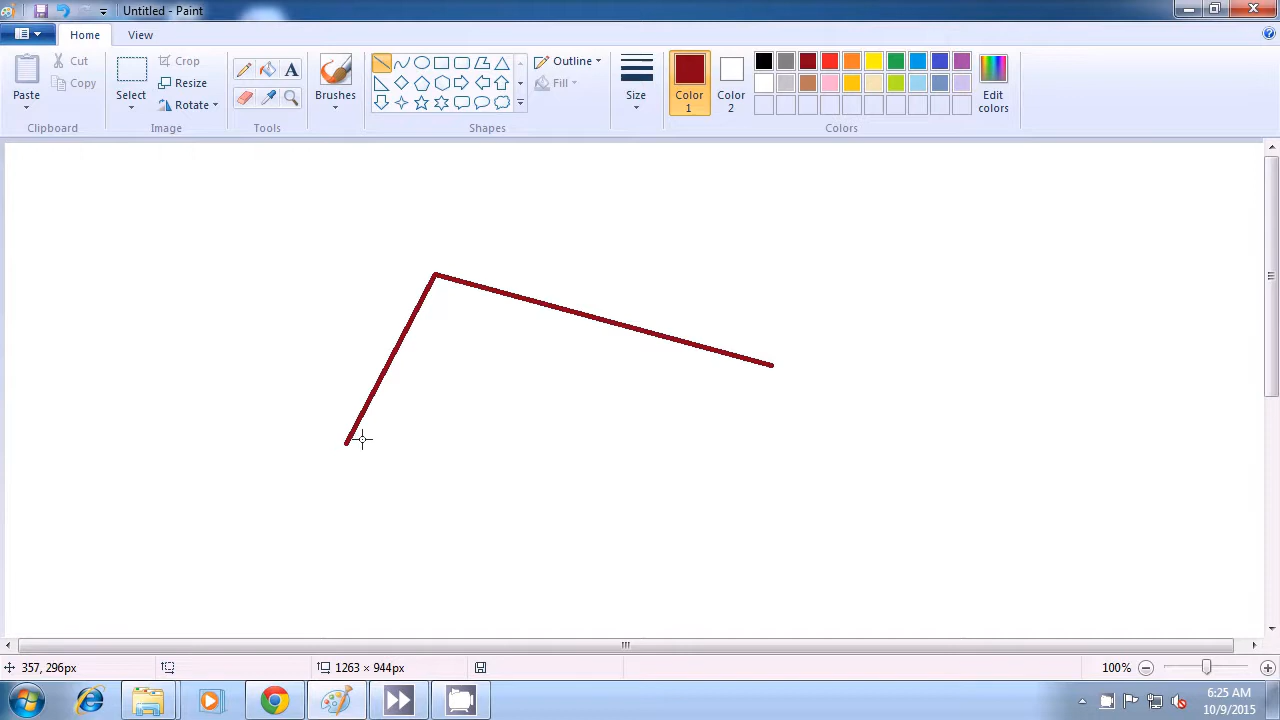 Untitled - Paint
Home View
Paste
Cut
Copy
Clipboard
Select
Crop
Resize
Rotate
Image
A
Tools
Brushes
Shapes
Outline
Fill
Size
Color 1
Color 2
Edit colors
Colors
357, 296px
1263 × 944px
100%
6:25 AM
10/9/2015